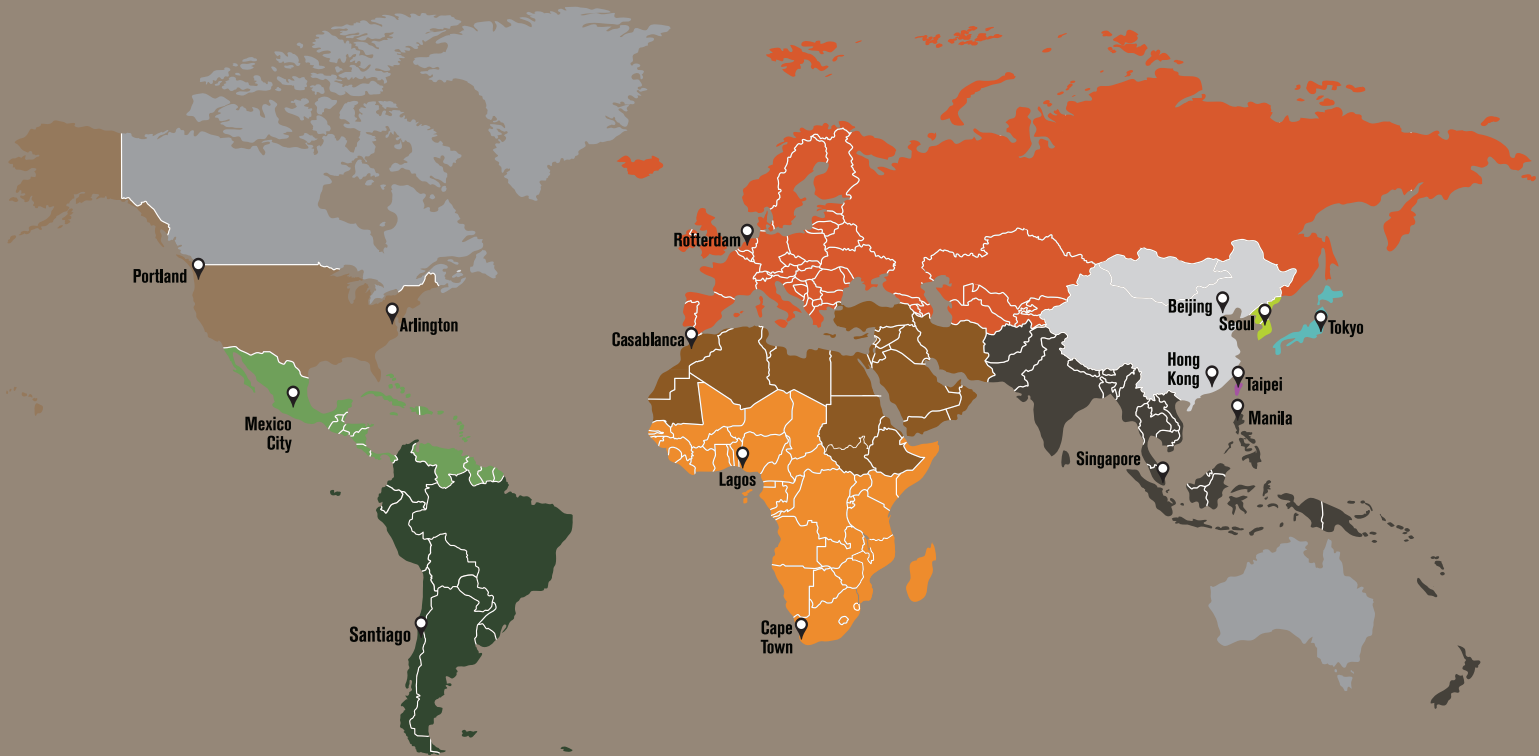 Portland
Arlington
Mexico
City
Santiago
Rotterdam
Casablanca
Lagos
Cape
Town
Beijing
Seoul
Tokyo
Hong
Kong
Taipei
Manila
Singapore